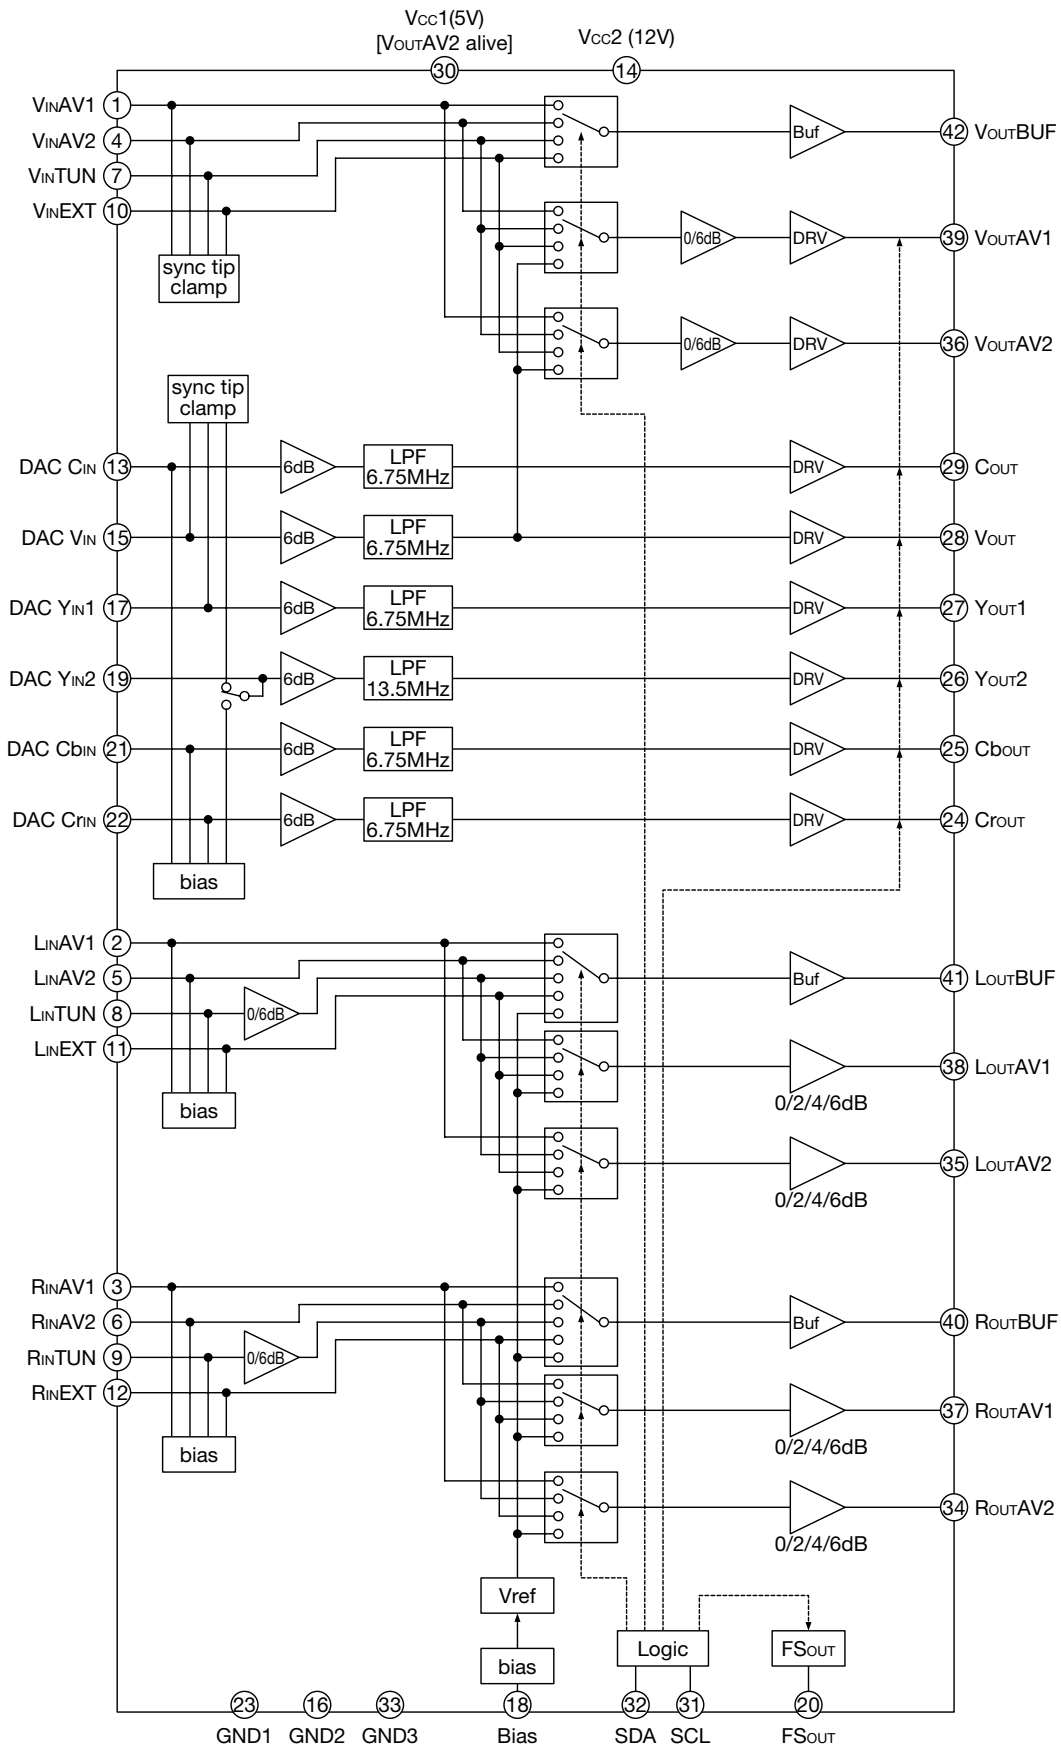 VCC1(5V)
[VOUTAV2 alive]
VCC2 (12V)
30
14
VINAV1 1
VINAV2 4
VINTUN 7
VINEXT 10
sync tip
clamp
Buf
42 VOUTBUF
0/6dB
DRV
39 VOUTAV1
0/6dB
DRV
36 VOUTAV2
sync tip
clamp
DAC CIN 13
6dB
LPF
6.75MHz
DRV
29 COUT
DAC VIN 15
6dB
LPF
6.75MHz
DRV
28 VOUT
DAC YIN1 17
6dB
LPF
6.75MHz
DRV
27 YOUT1
DAC YIN2 19
6dB
LPF
13.5MHz
DRV
26 YOUT2
DAC CbIN 21
6dB
LPF
6.75MHz
DRV
25 CbOUT
DAC CrIN 22
6dB
LPF
6.75MHz
DRV
24 CrOUT
bias
LINAV1 2
LINAV2 5
LINTUN 8
LINEXT 11
0/6dB
bias
Buf
41 LOUTBUF
38 LOUTAV1
0/2/4/6dB
35 LOUTAV2
0/2/4/6dB
RINAV1 3
RINAV2 6
RINTUN 9
RINEXT 12
0/6dB
bias
Buf
40 ROUTBUF
37 ROUTAV1
0/2/4/6dB
34 ROUTAV2
0/2/4/6dB
Vref
bias
Logic
FSOUT
23
16
33
18
32
31
20
GND1
GND2
GND3
Bias
SDA
SCL
FSOUT